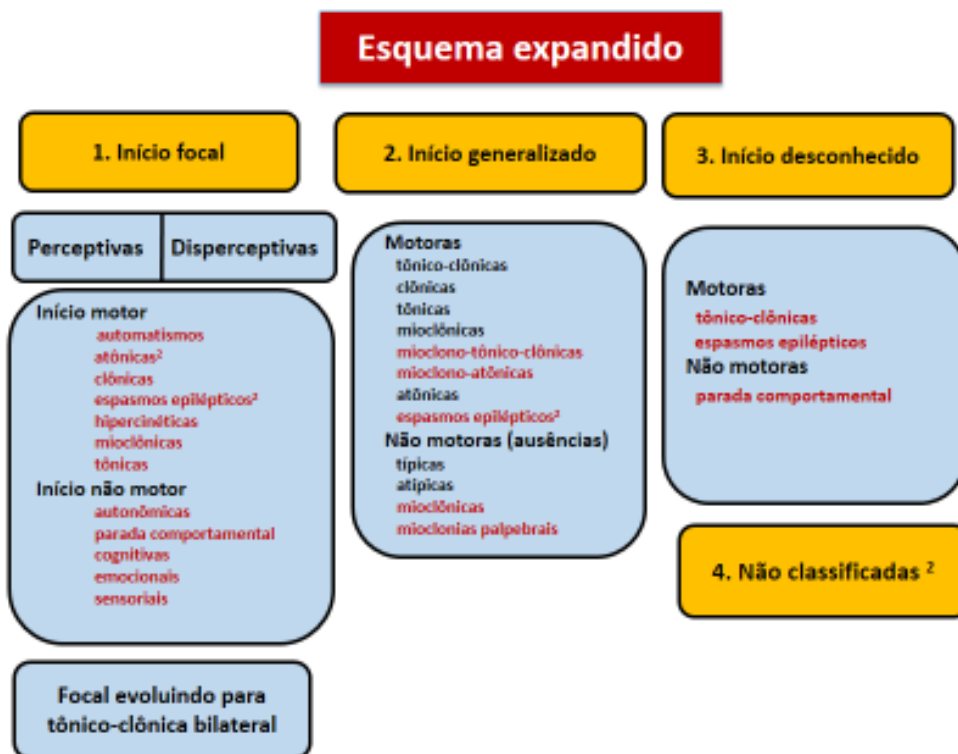 Esquema expandido
1. Início focal
Perceptivas
Disperceptivas
Início motor
automatismos
atônicas²
clônicas
espasmos epilépticos²
hipercinéticas
mioclônicas
tônicas
Início não motor
autonômicas
parada comportamental
cognitivas
emocionais
sensoriais
Focal evoluindo para
tônico-clônica bilateral
2. Início generalizado
Motoras
tônico-clônicas
clônicas
tônicas
mioclônicas
mioclono-tônico-clônicas
mioclono-atônicas
atônicas
espasmos epilépticos²
Não motoras (ausências)
típicas
atípicas
mioclônicas
mioclonias palpebrais
3. Início desconhecido
Motoras
tônico-clônicas
espasmos epilépticos
Não motoras
parada comportamental
4. Não classificadas ²